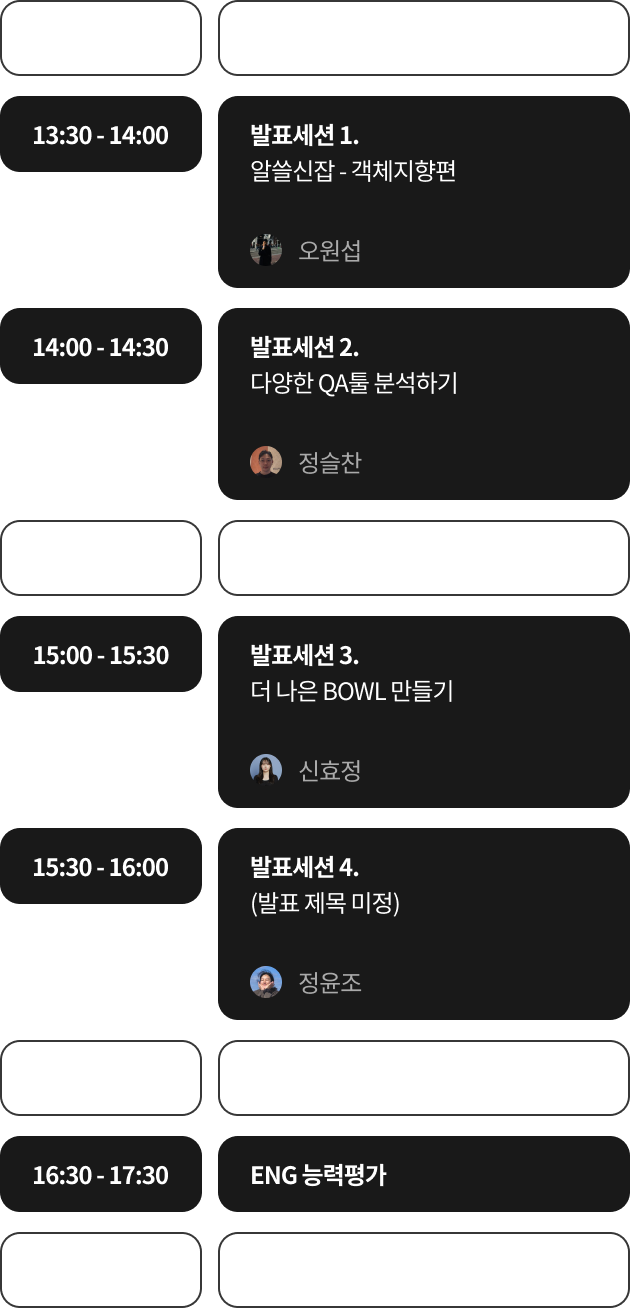 13:30 - 14:00
발표세션 1.
알쓸신잡 - 객체지향편
오원섭
14:00 - 14:30
발표세션 2.
다양한 QA툴 분석하기
정슬찬
15:00 - 15:30
발표세션 3.
더 나은 BOWL 만들기
신효정
15:30 - 16:00
발표세션 4.
(발표 제목 미정)
정윤조
16:30 - 17:30
ENG 능력평가